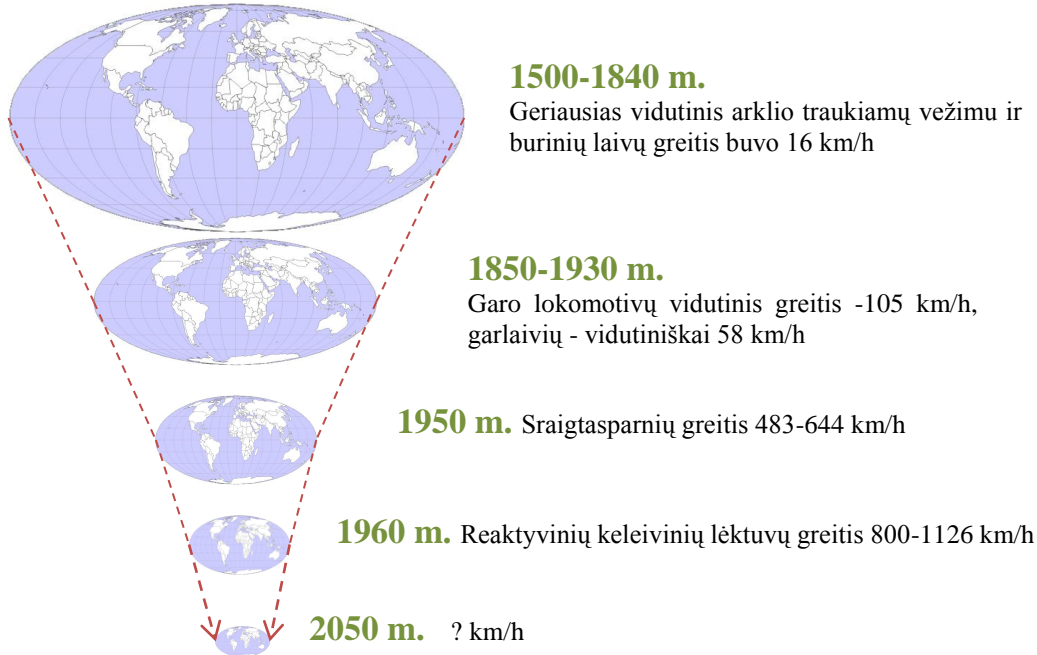 1500-1840 m.
Geriausias vidutinis arklio traukiamų vežimu ir
burinių laivų greitis buvo 16 km/h
1850-1930 m.
Garo lokomotivų vidutinis greitis -105 km/h,
garlaivių - vidutiniškai 58 km/h
1950 m. Sraigtasparnių greitis 483-644 km/h
1960 m. Reaktyvinių keleivinių lėktuvų greitis 800-1126 km/h
2050 m. ? km/h